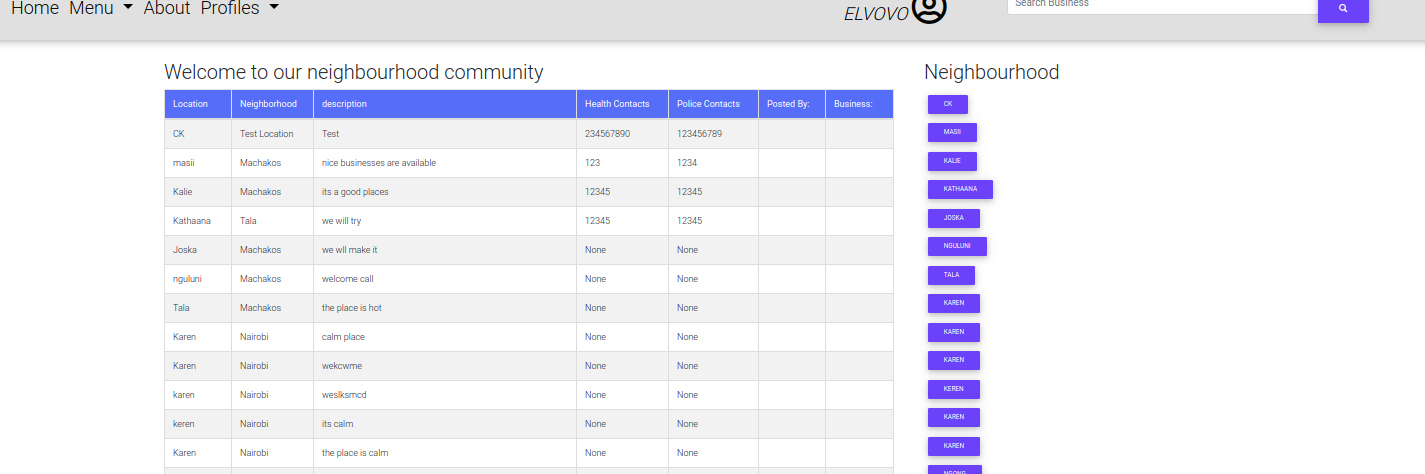 Home Menu About Profiles ELVOVO Search Business
Welcome to our neighbourhood community
Location Neighborhood description Health Contacts Police Contacts Posted By: Business:
CK Test Location Test 234567890 123456789
masii Machakos nice businesses are available 123 1234
Kalie Machakos its a good places 12345 12345
Kathaana Tala we will try 12345 12345
Joska Machakos we wll make it None None
nguluni Machakos welcome call None None
Tala Machakos the place is hot None None
Karen Nairobi calm place None None
Karen Nairobi wekcwme None None
karen Nairobi weslksmcd None None
keren Nairobi its calm None None
Karen Nairobi the place is calm None None
Neighbourhood
CK
MASII
KALIE
KATHAANA
JOSKA
NGULUNI
TALA
KAREN
KAREN
KAREN
KEREN
KAREN
KAREN
NGONG